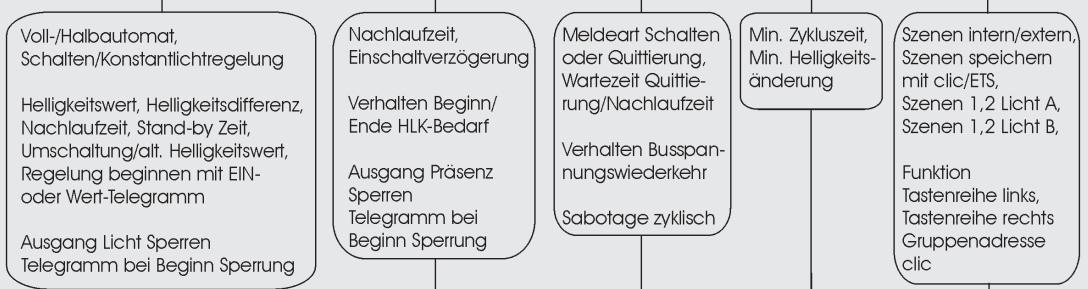 Voll-/Halbautomat,
Schalten/Konstantlichtregelung
Helligkeitswert, Helligkeitsdifferenz,
Nachlaufzeit, Stand-by Zeit,
Umschaltung/alt. Helligkeitswert,
Regelung beginnen mit EIN-
oder Wert-Telegramm
Ausgang Licht Sperren
Telegramm bei Beginn Sperrung
Nachlaufzeit,
Einschaltverzögerung
Verhalten Beginn/
Ende HLK-Bedarf
Ausgang Präsenz
Sperren
Telegramm bei
Beginn Sperrung
Meldeart Schalten
oder Quittierung,
Wartezeit Quittie-
rung/Nachlaufzeit
Verhalten Busspan-
nungswiederkehr
Sabotage zyklisch
Min. Zykluszeit,
Min. Helligkeits-
änderung
Szenen intern/extern,
Szenen speichern
mit clic/ETS,
Szenen 1,2 Licht A,
Szenen 1,2 Licht B,
Funktion
Tastenreihe links,
Tastenreihe rechts
Gruppenadresse
clic